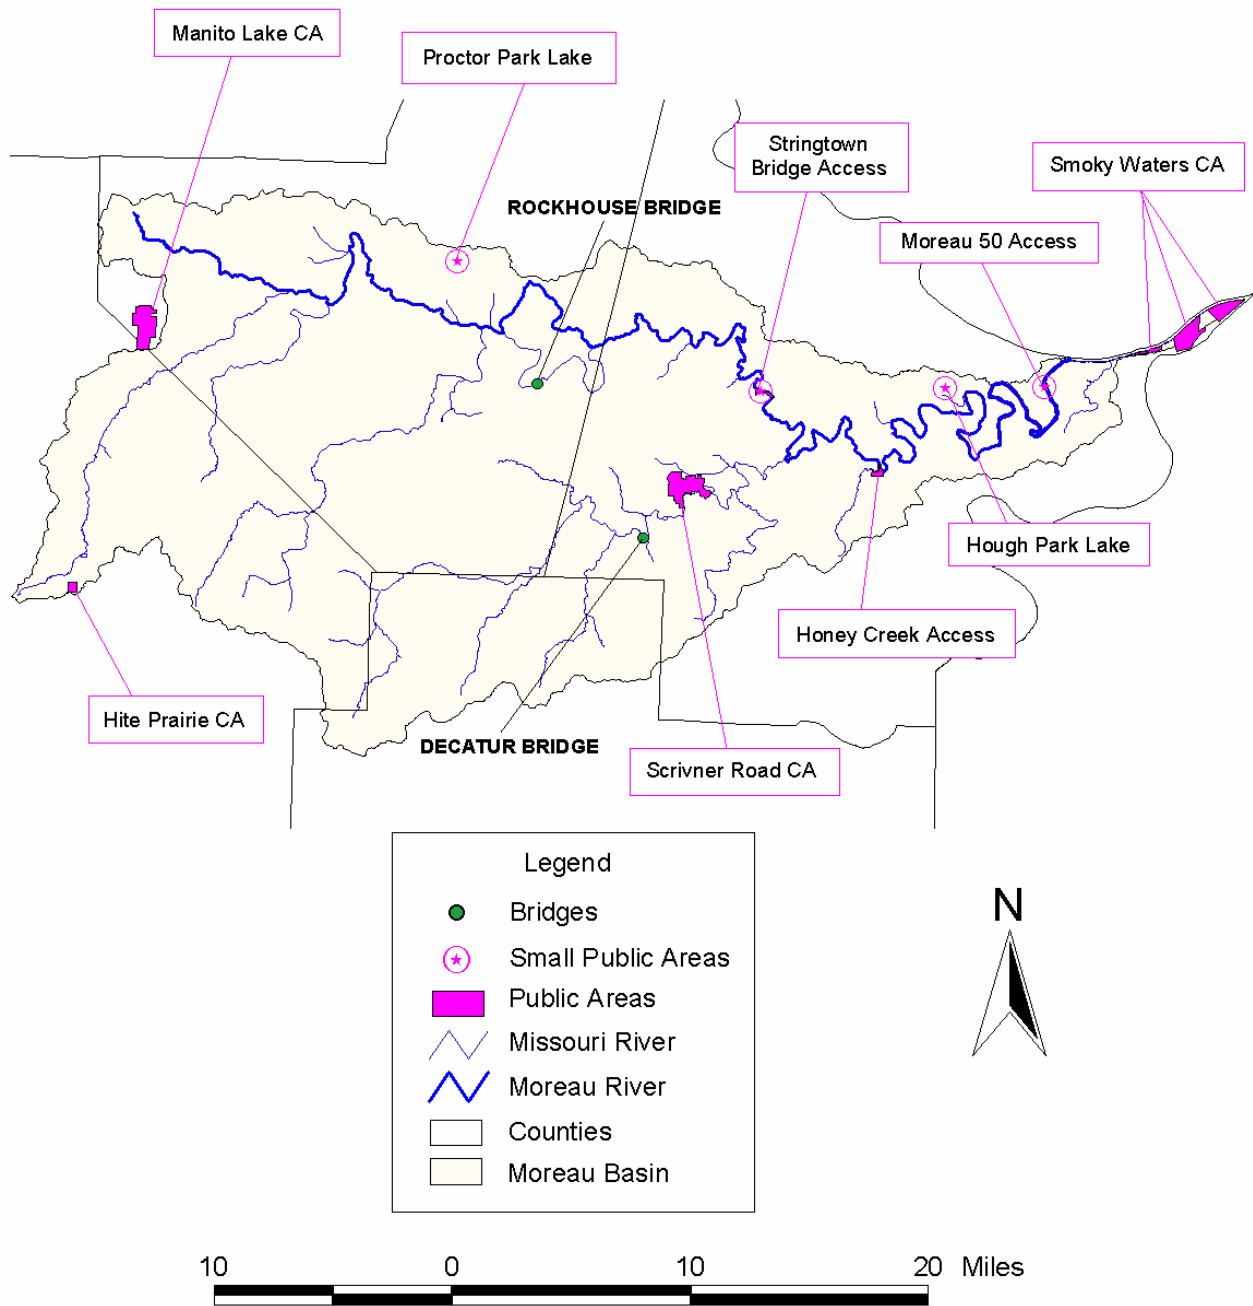 Manito Lake CA
Proctor Park Lake
Stringtown
Bridge Access
Smoky Waters CA
ROCKHOUSE BRIDGE
Moreau 50 Access
Hough Park Lake
Honey Creek Access
Hite Prairie CA
DECATUR BRIDGE
Scrivner Road CA
Legend
Bridges
Small Public Areas
Public Areas
Missouri River
Moreau River
Counties
Moreau Basin
N
10 0 10 20 Miles